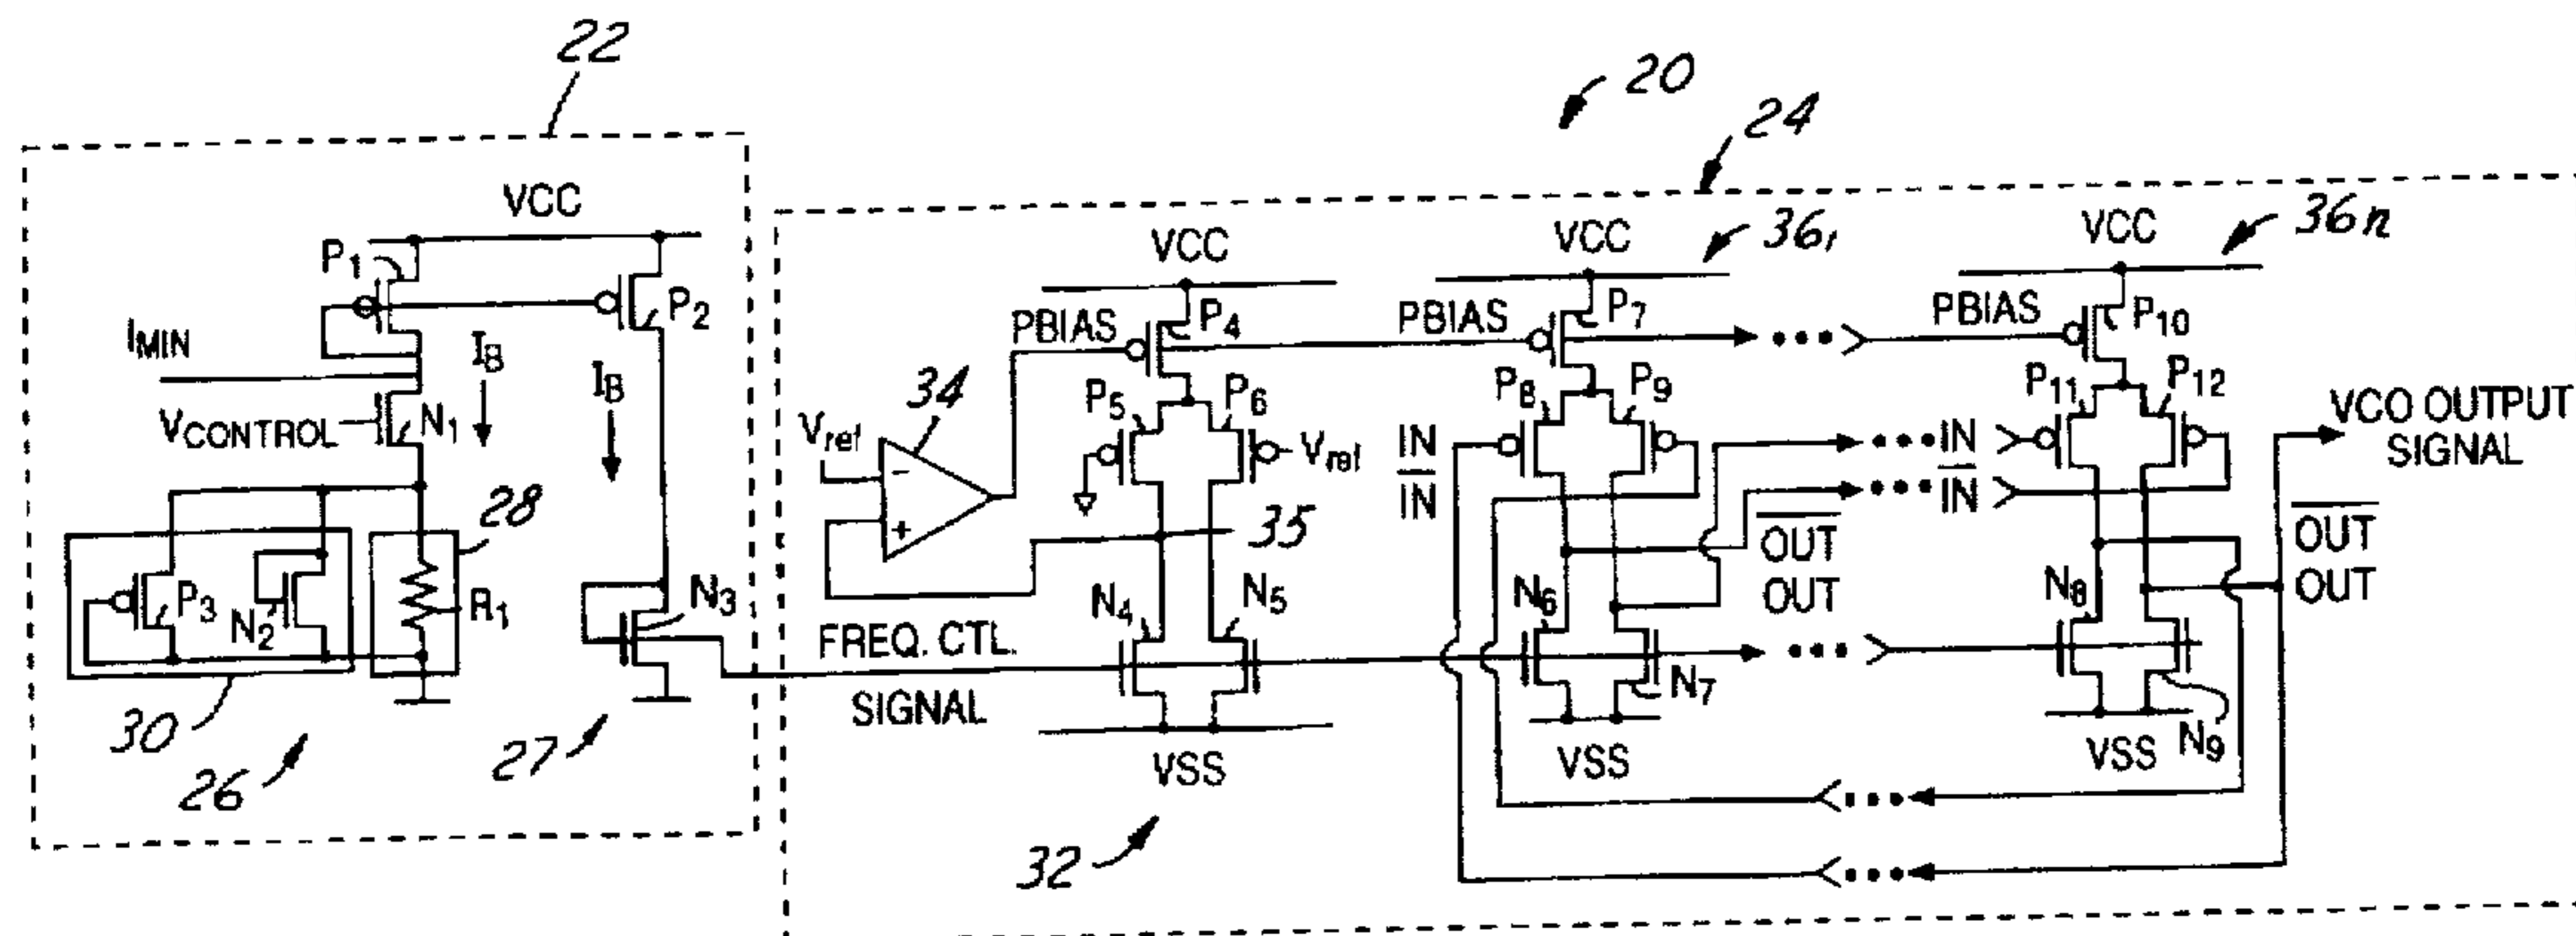 22
20
24
VCC
P1
P2
IMIN
IB
IB
VCONTROL
N1
28
P3
N2
R1
N3
30
26
27
VCC
PBIAS
P4
34
P5
P6
Vref
Vref
35
N4
N5
FREQ. CTL.
SIGNAL
VSS
32
VCC
361
PBIAS
P7
P8
P9
IN
IN
OUT
OUT
N6
N7
VSS
VCC
36n
PBIAS
P10
P11
P12
IN
IN
VCO OUTPUT
SIGNAL
OUT
OUT
N8
N9
VSS